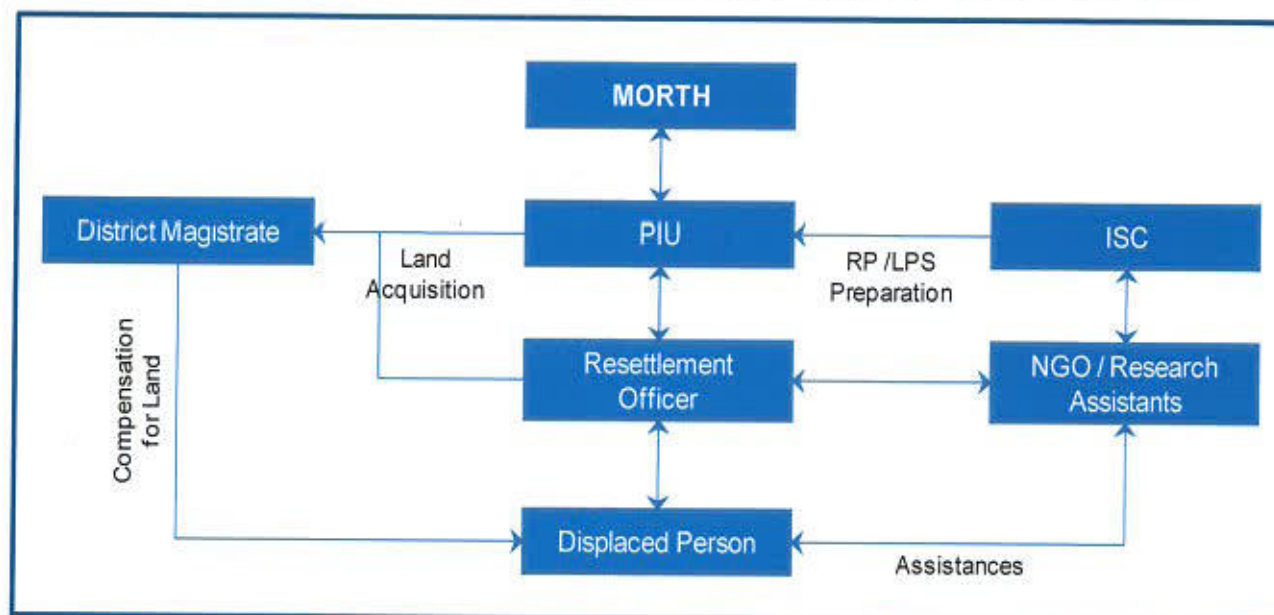 MORTH
District Magistrate
PIU
ISC
Land
Acquisition
RP /LPS
Preparation
Compensation
for Land
Resettlement
Officer
NGO / Research
Assistants
Displaced Person
Assistances